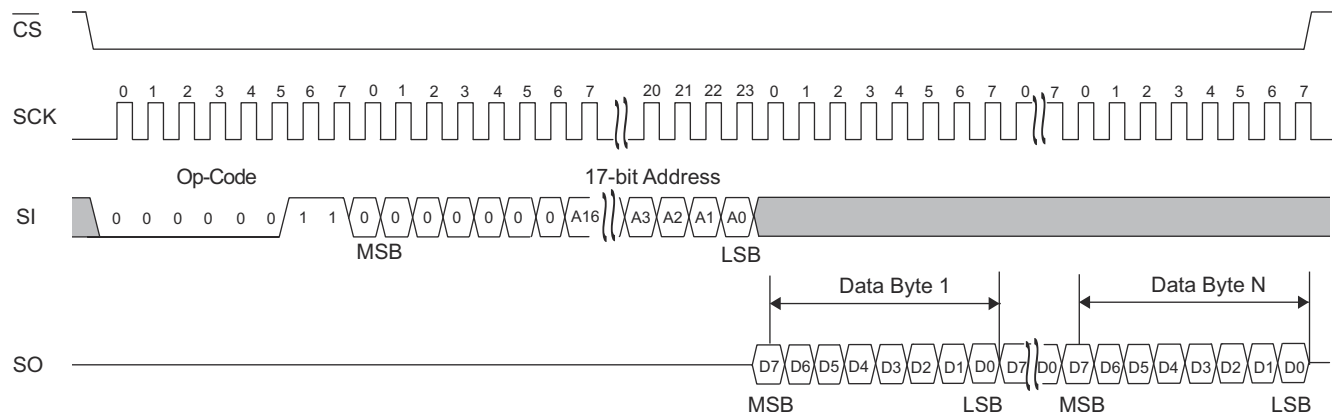 CS
0 1 2 3 4 5 6 7 0 1 2 3 4 5 6 7 20 21 22 23 0 1 2 3 4 5 6 7 0 7 0 1 2 3 4 5 6 7
SCK
Op-Code 17-bit Address
SI 0 0 0 0 0 0 1 1 0 0 0 0 0 0 0 A16 A3 A2 A1 A0
MSB LSB
Data Byte 1 Data Byte N
SO D7 D6 D5 D4 D3 D2 D1 D0 D7 D0 D7 D6 D5 D4 D3 D2 D1 D0
MSB LSB MSB LSB